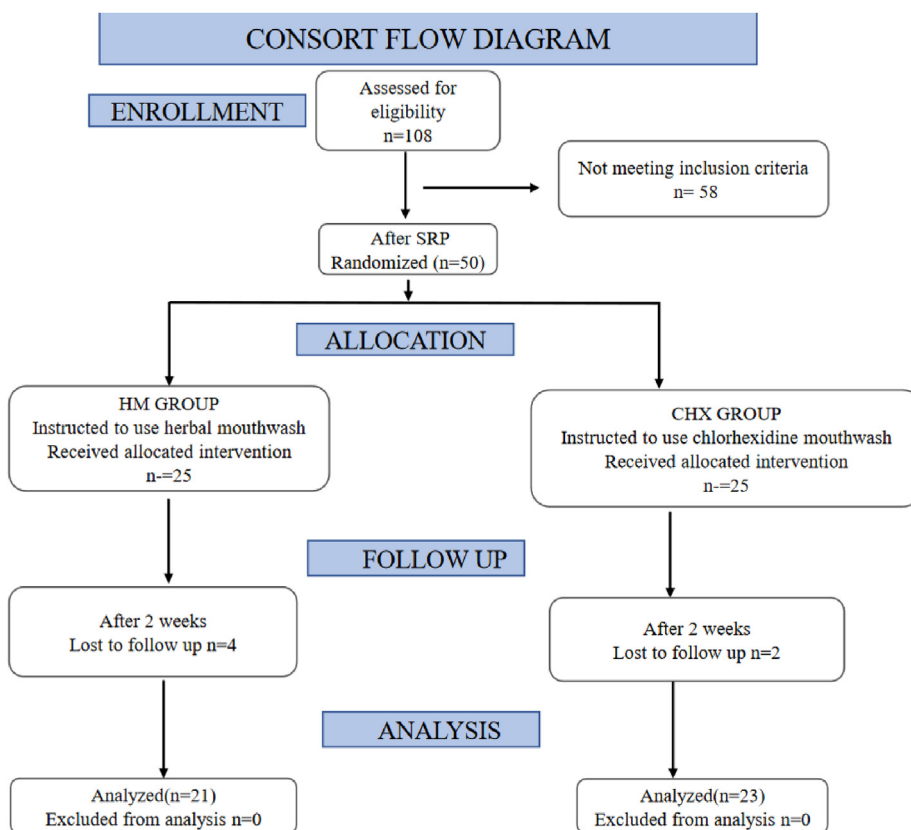 CONSORT FLOW DIAGRAM
ENROLLMENT
Assessed for
eligibility
n=108
Not meeting inclusion criteria
n= 58
After SRP
Randomized (n=50)
ALLOCATION
HM GROUP
Instructed to use herbal mouthwash
Received allocated intervention
n-=25
CHX GROUP
Instructed to use chlorhexidine mouthwash
Received allocated intervention
n-=25
FOLLOW UP
After 2 weeks
Lost to follow up n=4
After 2 weeks
Lost to follow up n=2
ANALYSIS
Analyzed(n=21)
Excluded from analysis n=0
Analyzed(n=23)
Excluded from analysis n=0